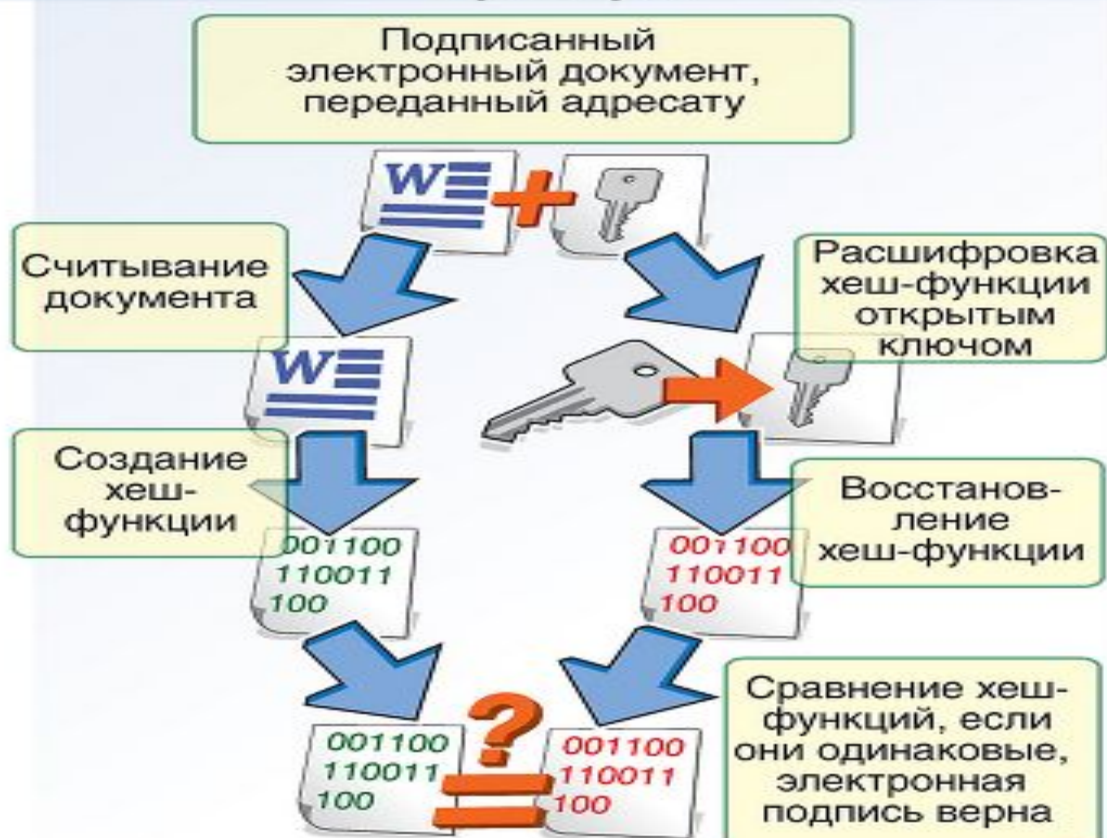 Подписанный
электронный документ,
переданный адресату
W
Считывание
документа
Расшифровка
хеш-функции
открытым
ключом
W
Создание
хеш-
функции
Восстанов-
ление
хеш-функции
001100
110011
100
001100
110011
100
Сравнение хеш-
функций, если
они одинаковые,
электронная
подпись верна
001100
110011
100
?
=
001100
110011
100